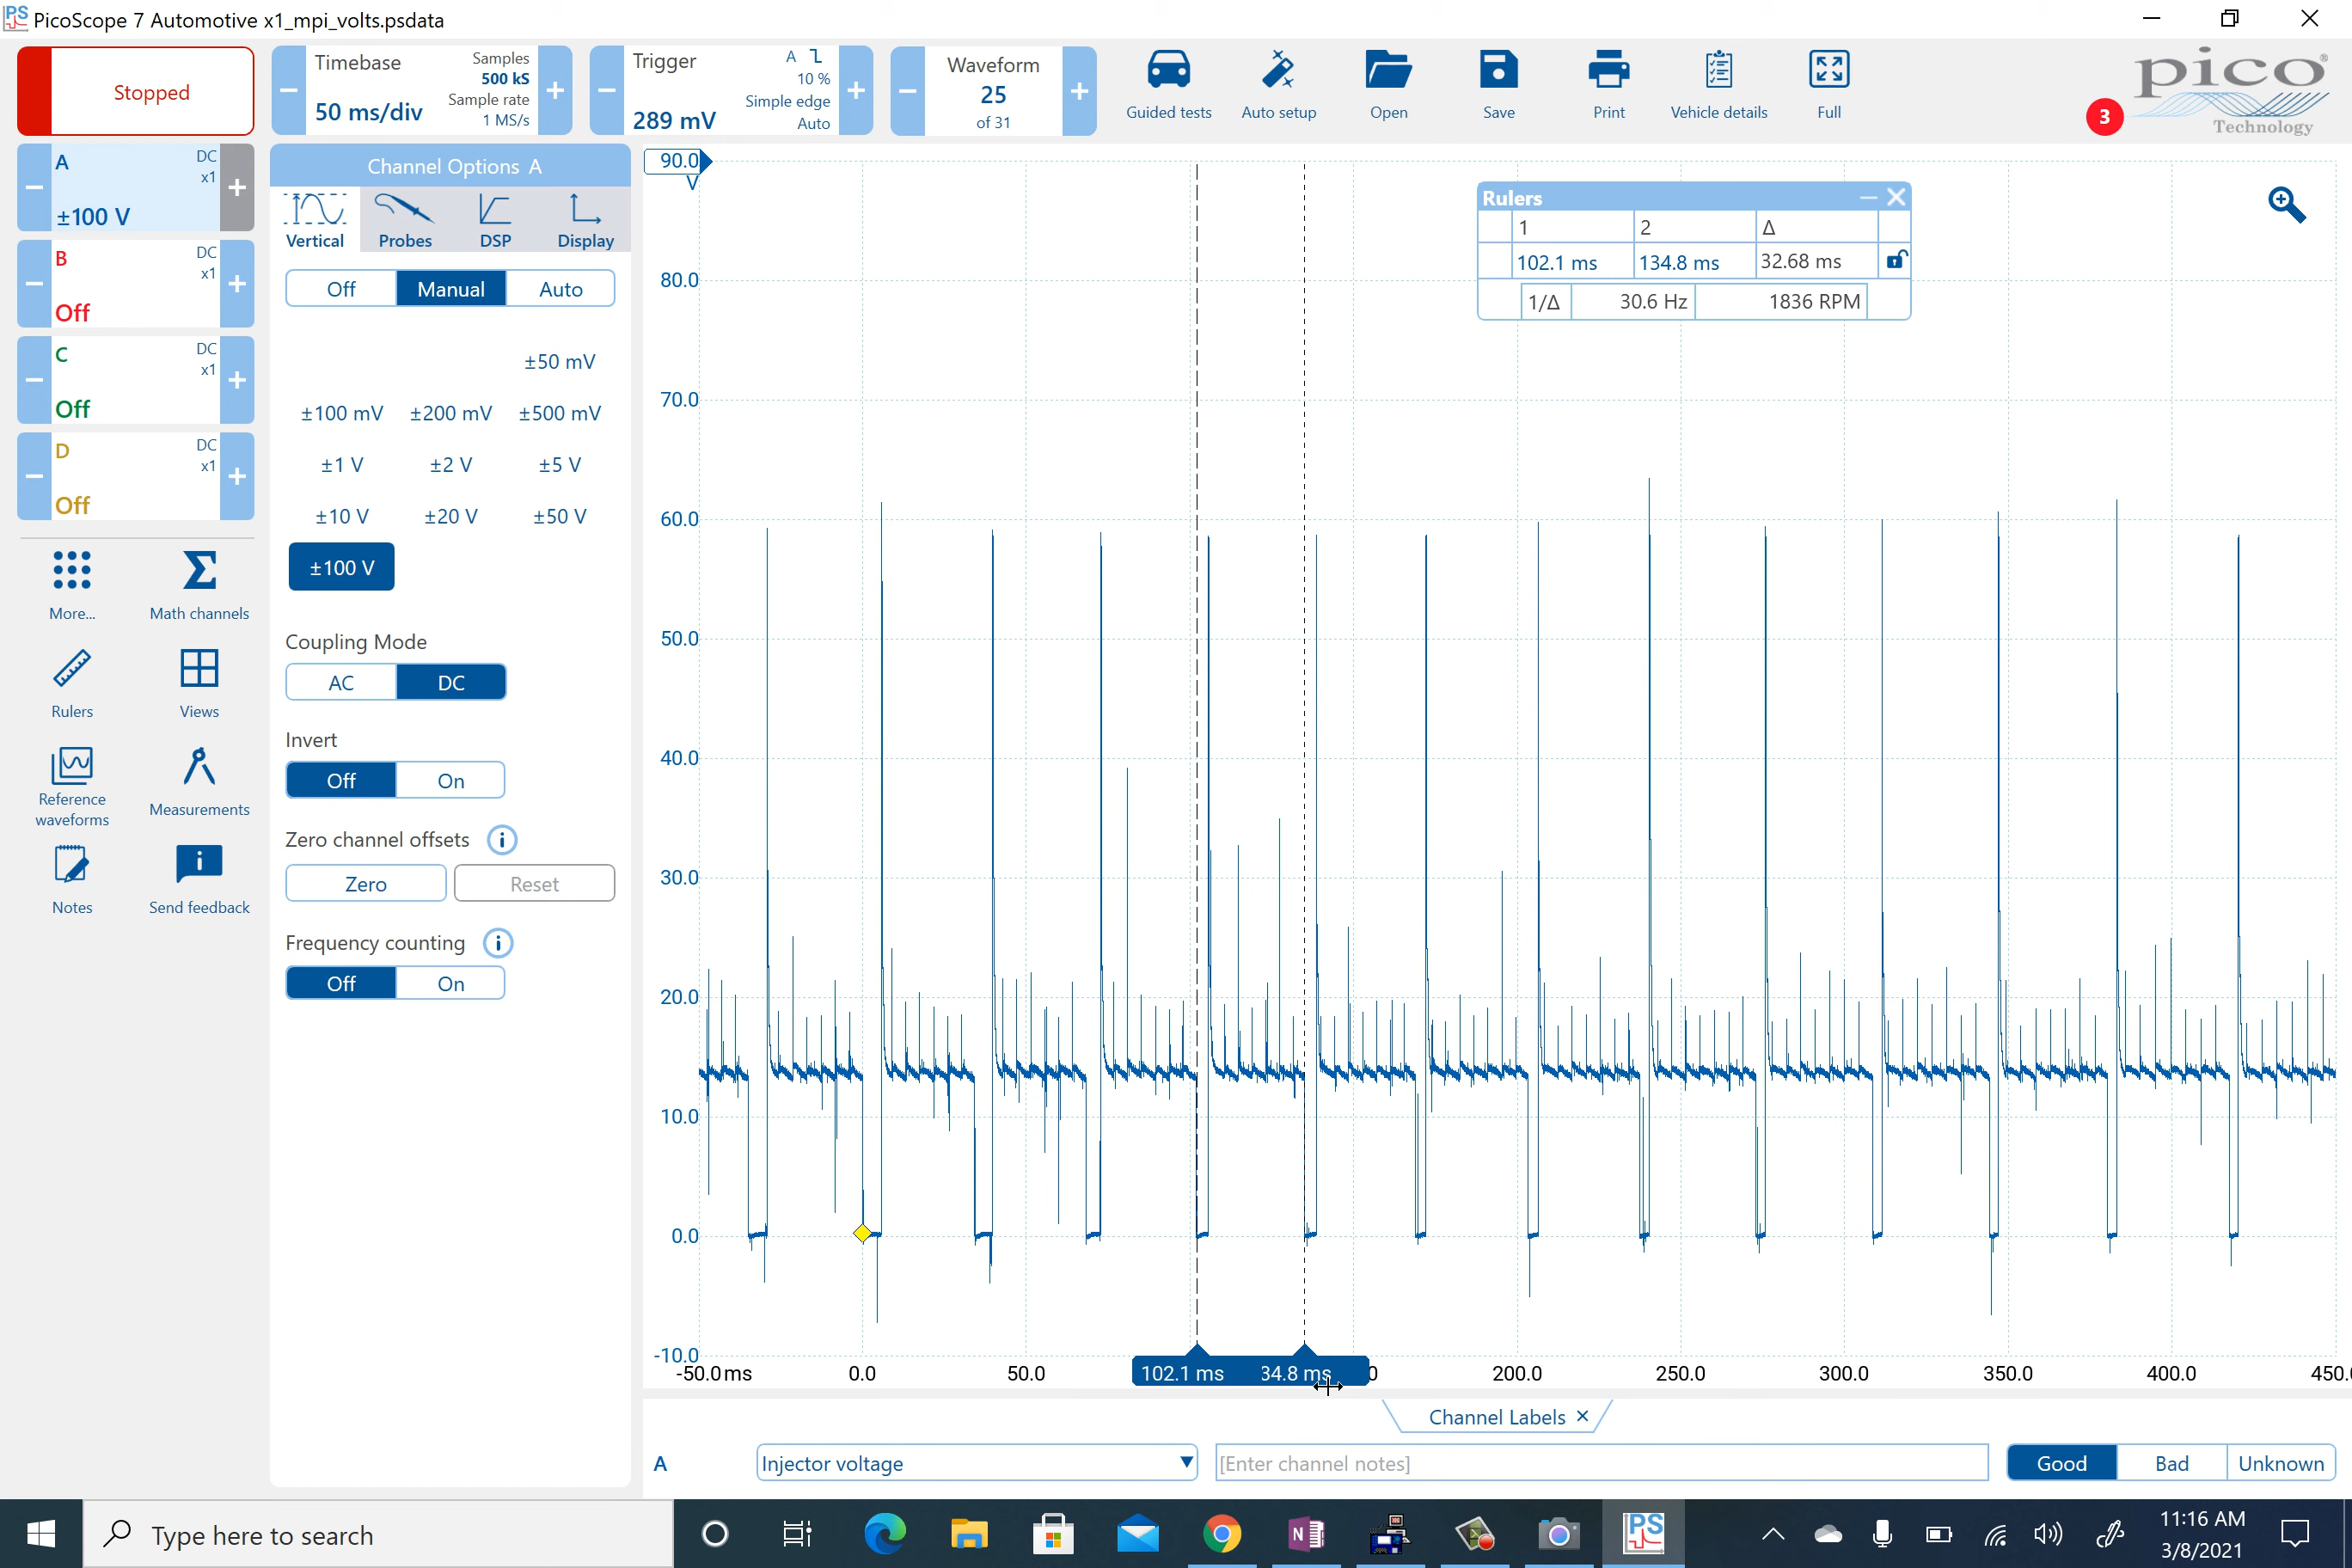 PS PicoScope 7 Automotive x1_mpi_volts.psdata
Stopped
Timebase
50 ms/div
Samples
500 kS
Sample rate
1 MS/s
Trigger
289 mV
A
10 %
Simple edge
Auto
Waveform
25
of 31
Guided tests
Auto setup
Open
Save
Print
Vehicle details
Full
3
pico®
Technology
A
DC
x1
±100 V
B
DC
x1
Off
C
DC
x1
Off
D
DC
x1
Off
More...
Math channels
Rulers
Views
Reference
waveforms
Measurements
Notes
Send feedback
Channel Options A
Vertical
Probes
DSP
Display
Off Manual Auto
±50 mV
±100 mV ±200 mV ±500 mV
±1 V ±2 V ±5 V
±10 V ±20 V ±50 V
±100 V
Coupling Mode
AC DC
Invert
Off On
Zero channel offsets
Zero Reset
Frequency counting
Off On
90.0
V
80.0
70.0
60.0
50.0
40.0
30.0
20.0
10.0
0.0
-10.0
Rulers
1 2 Δ
102.1 ms 134.8 ms 32.68 ms
1/Δ 30.6 Hz 1836 RPM
-50.0 ms 0.0 50.0 102.1 ms 34.8 ms 0 200.0 250.0 300.0 350.0 400.0 450.
Channel Labels ×
A Injector voltage [Enter channel notes] Good Bad Unknown
Type here to search
N
PS
11:16 AM
3/8/2021